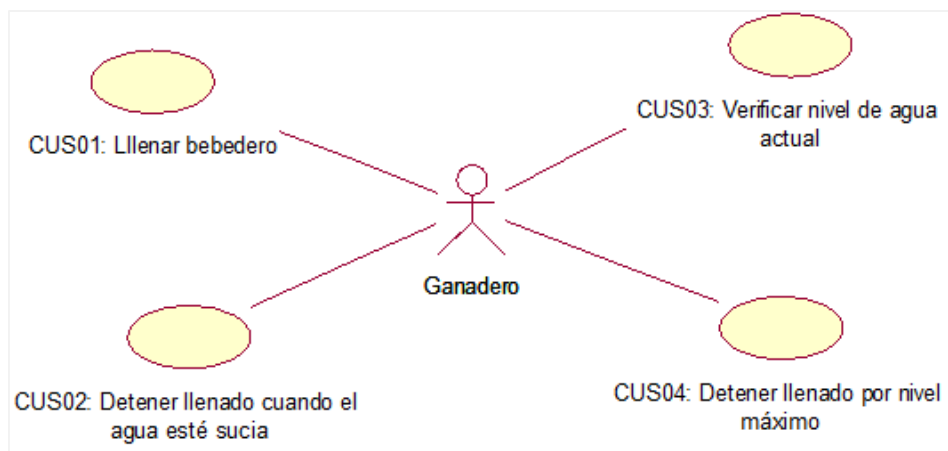 CUS01: Lllenar bebedero
CUS03: Verificar nivel de agua
actual
Ganadero
CUS02: Detener llenado cuando el
agua esté sucia
CUS04: Detener llenado por nivel
máximo